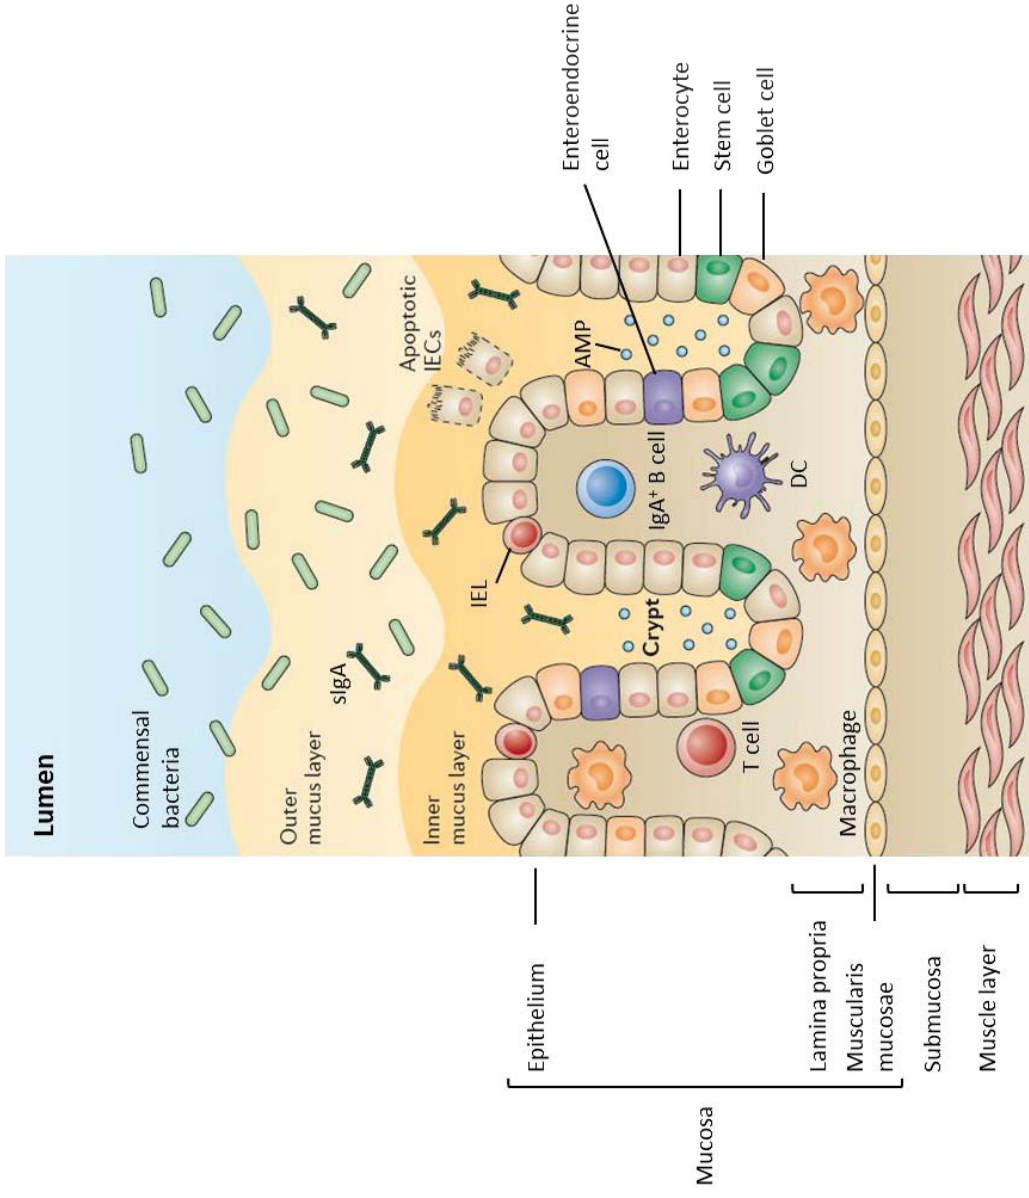 Lumen
Commensal
bacteria
Outer
mucus layer
sIgA
Inner
mucus layer
Apoptotic
IECs
IEL
AMP
Crypt
IgA⁺ B cell
T cell
DC
Macrophage
Enteroendocrine
cell
Enterocyte
Stem cell
Goblet cell
Mucosa
Epithelium
Lamina propria
Muscularis
mucosae
Submucosa
Muscle layer